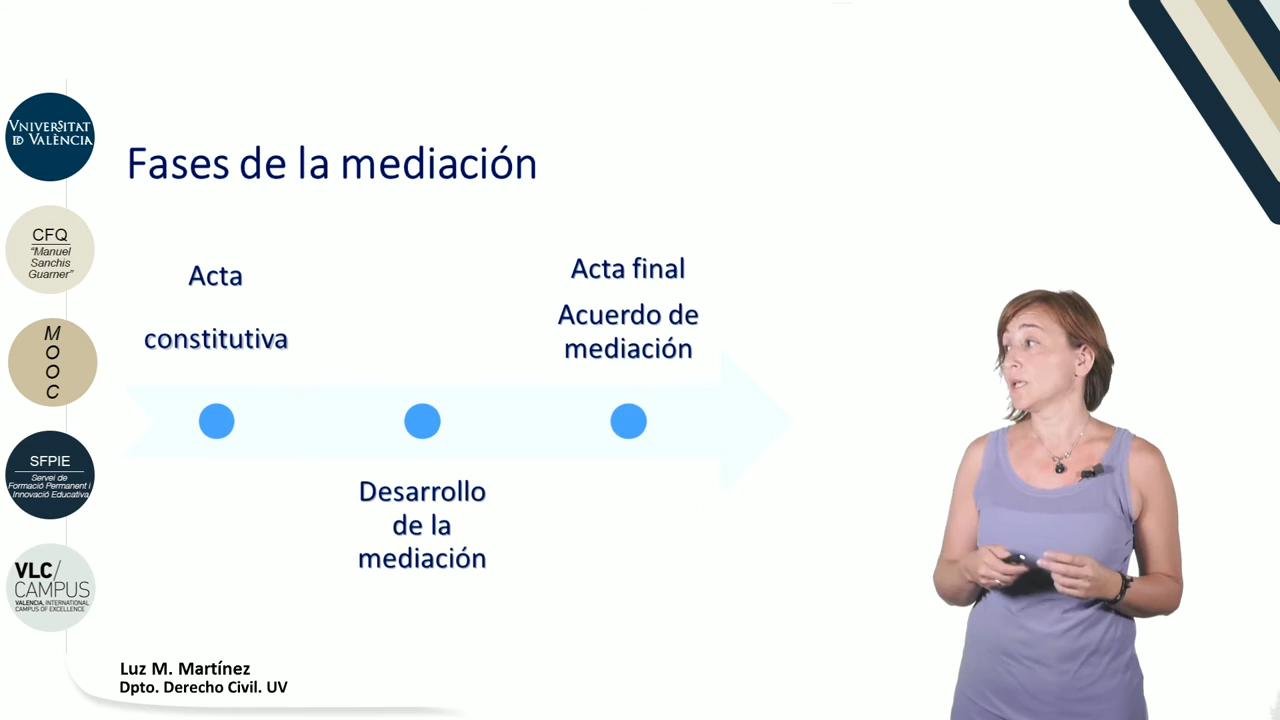 VNIVERSITAT
ID VALÈNCIA
CFQ
"Manuel
Sanchis
Guarner"
M
O
O
C
SFPIE
Servei de
Formació Permanent i
Innovació Educativa
VLC/
CAMPUS
VALENCIA, INTERNATIONAL
CAMPUS OF EXCELLENCE
Fases de la mediación
Acta
constitutiva
Desarrollo
de la
mediación
Acta final
Acuerdo de
mediación
Luz M. Martínez
Dpto. Derecho Civil. UV